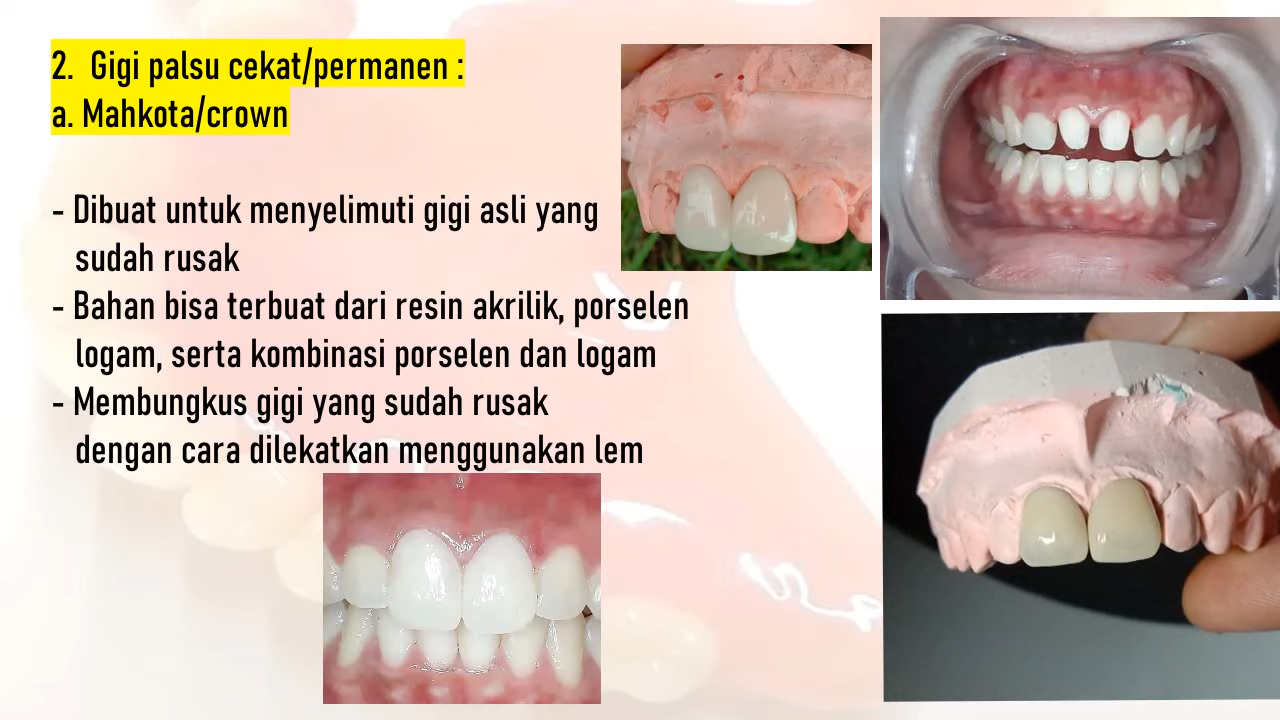 2.  Gigi palsu cekat/permanen :
a. Mahkota/crown
- Dibuat untuk menyelimuti gigi asli yang
sudah rusak
- Bahan bisa terbuat dari resin akrilik, porselen
logam, serta kombinasi porselen dan logam
- Membungkus gigi yang sudah rusak
dengan cara dilekatkan menggunakan lem